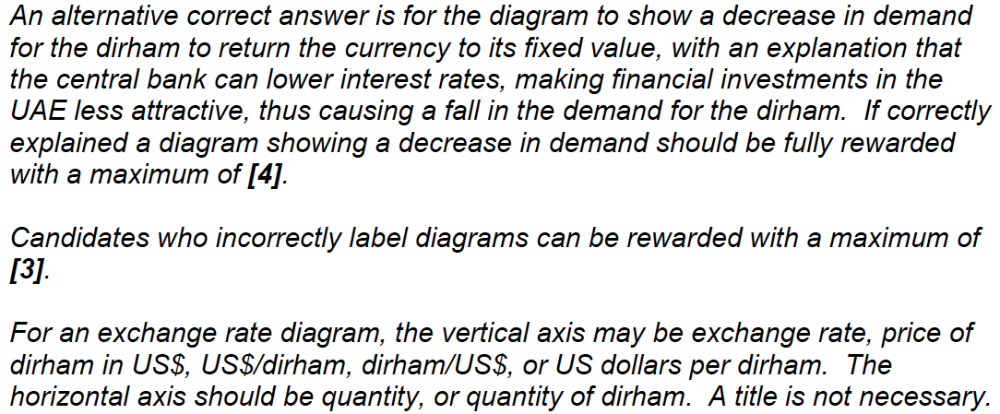 An alternative correct answer is for the diagram to show a decrease in demand
for the dirham to return the currency to its fixed value, with an explanation that
the central bank can lower interest rates, making financial investments in the
UAE less attractive, thus causing a fall in the demand for the dirham.  If correctly
explained a diagram showing a decrease in demand should be fully rewarded
with a maximum of [4].
Candidates who incorrectly label diagrams can be rewarded with a maximum of
[3].
For an exchange rate diagram, the vertical axis may be exchange rate, price of
dirham in US$, US$/dirham, dirham/US$, or US dollars per dirham.  The
horizontal axis should be quantity, or quantity of dirham.  A title is not necessary.